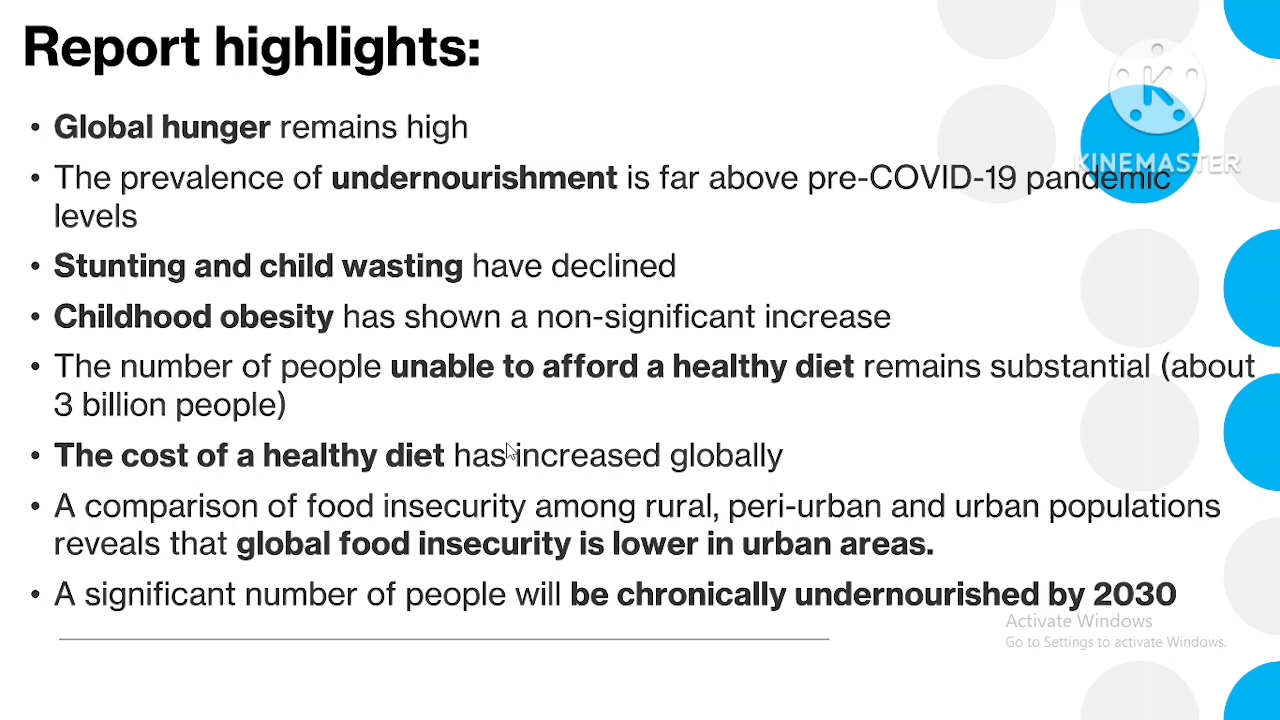 Report highlights:
K
KINEMASTER
• Global hunger remains high
• The prevalence of undernourishment is far above pre-COVID-19 pandemic
levels
• Stunting and child wasting have declined
• Childhood obesity has shown a non-significant increase
• The number of people unable to afford a healthy diet remains substantial (about
3 billion people)
• The cost of a healthy diet has increased globally
• A comparison of food insecurity among rural, peri-urban and urban populations
reveals that global food insecurity is lower in urban areas.
• A significant number of people will be chronically undernourished by 2030
Activate Windows
Go to Settings to activate Windows.